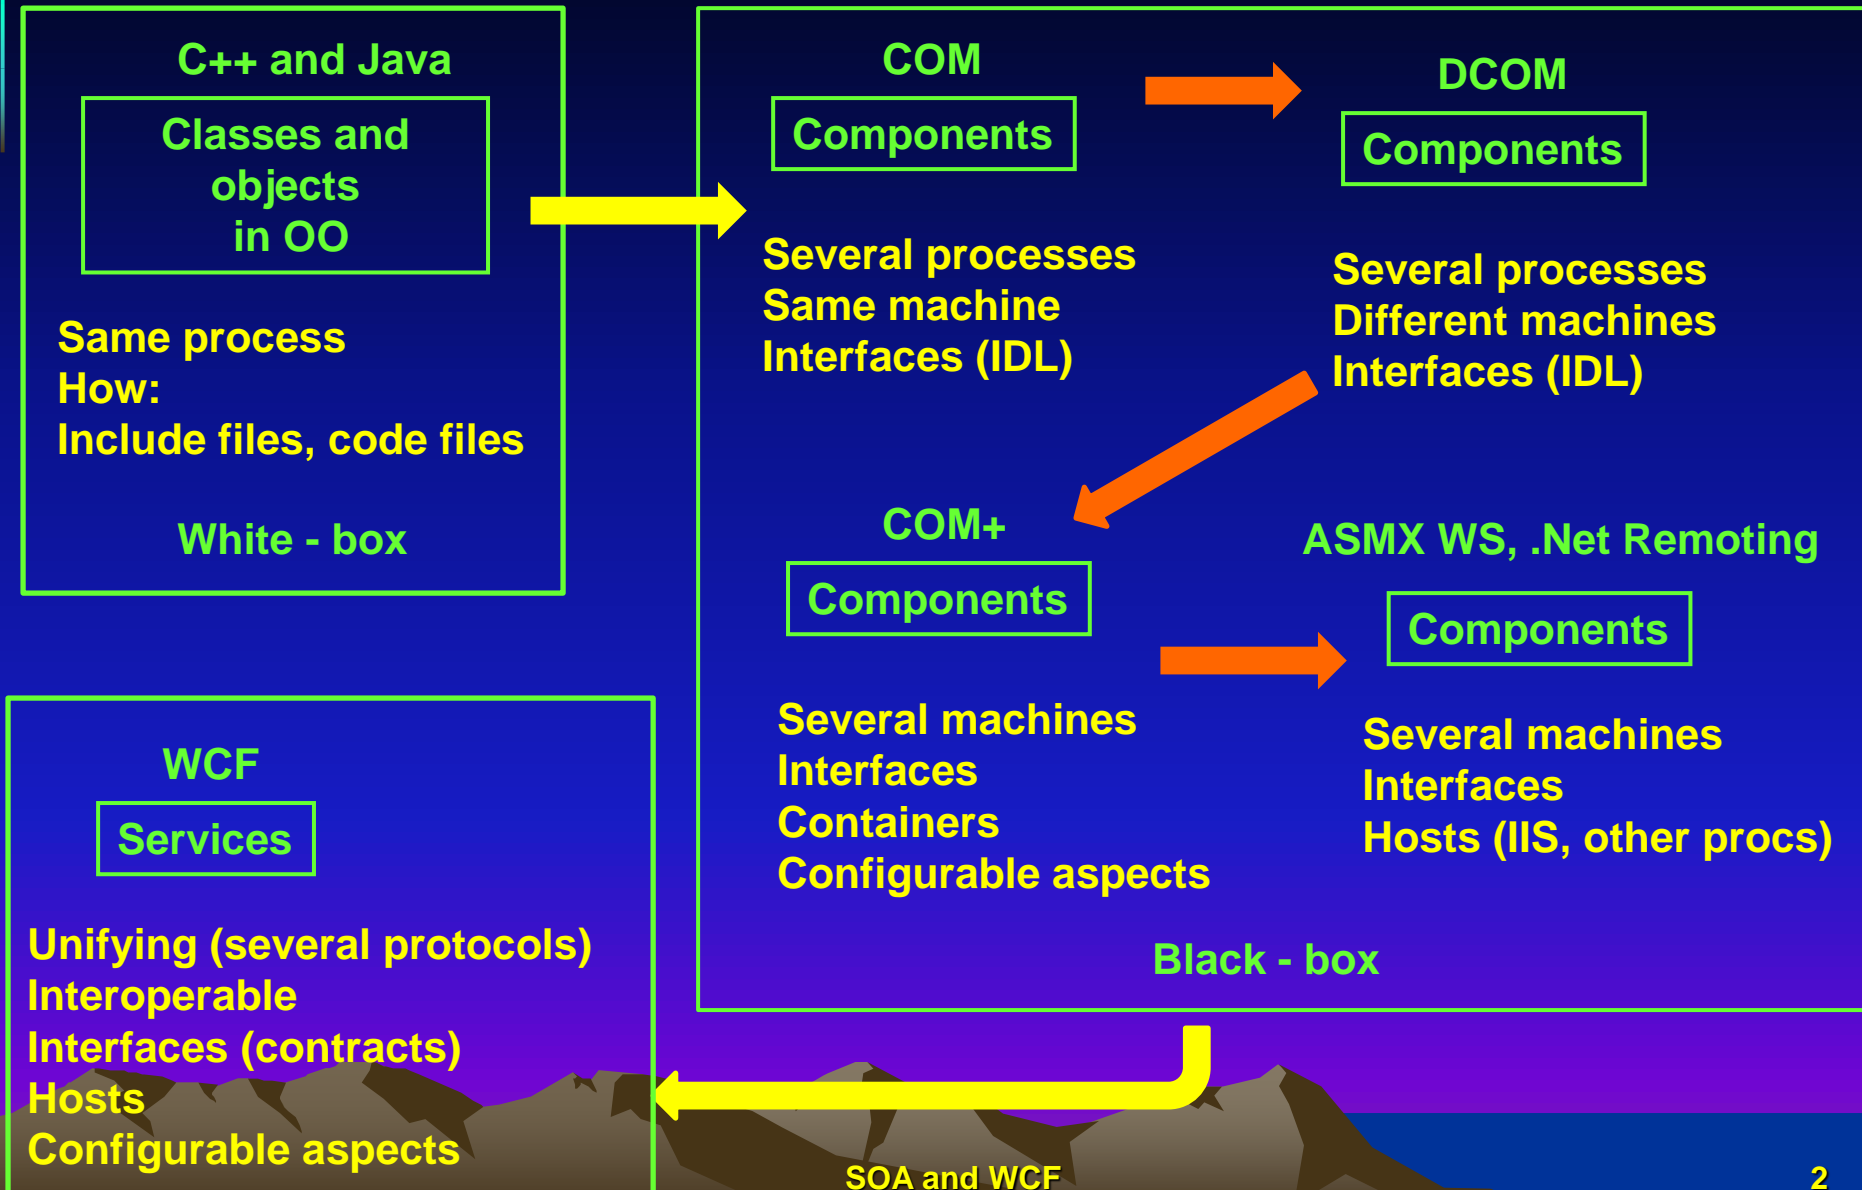 C++ and Java
Classes and
objects
in OO
Same process
How:
Include files, code files
White - box
COM
Components
Several processes
Same machine
Interfaces (IDL)
DCOM
Components
Several processes
Different machines
Interfaces (IDL)
COM+
Components
Several machines
Interfaces
Containers
Configurable aspects
ASMX WS, .Net Remoting
Components
Several machines
Interfaces
Hosts (IIS, other procs)
Black - box
WCF
Services
Unifying (several protocols)
Interoperable
Interfaces (contracts)
Hosts
Configurable aspects
SOA and WCF
2